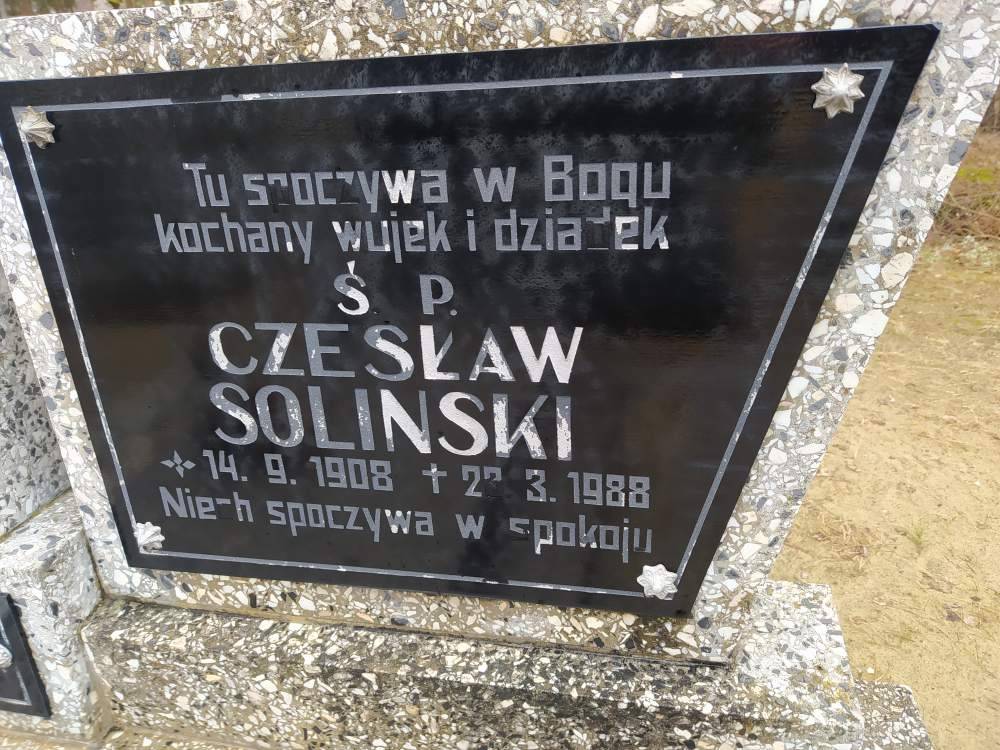 Tu spoczywa w Bogu
kochany wujek i dziadek
Ś. P.
CZESŁAW
SOLINSKI
14. 9. 1908 † 3. 1988
Niech spoczywa w spokoju